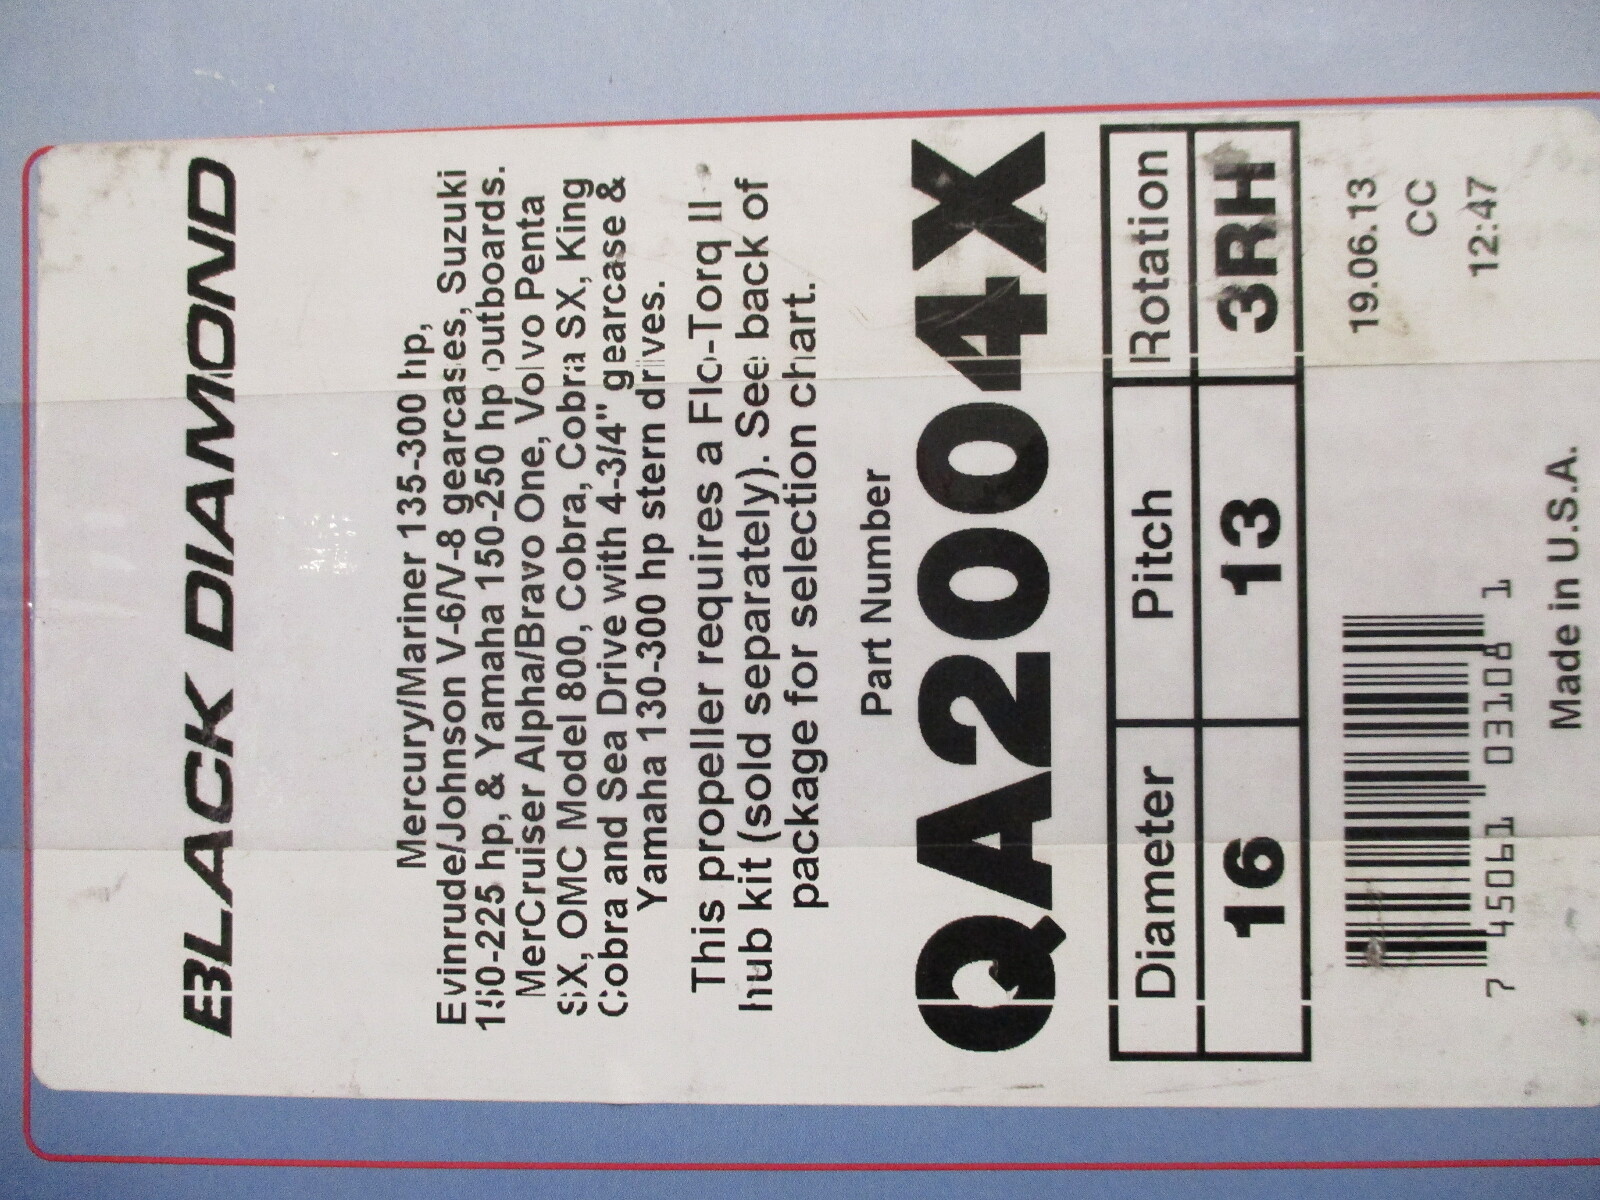 BLACK DIAMOND
Mercury/Mariner 135-300 hp,
Evinrude/Johnson V-6/V-8 gearcases, Suzuki
150-225 hp, & Yamaha 150-250 hp outboards.
MerCruiser Alpha/Bravo One, Volvo Penta
SX, OMC Model 800, Cobra, Cobra SX, King
Cobra and Sea Drive with 4-3/4" gearcase &
Yamaha 130-300 hp stern drives.
This propeller requires a Flo-Torq II
hub kit (sold separately). See back of
package for selection chart.
Part Number
QA2004X
Diameter Pitch Rotation
16 13 3RH
19.06.13
CC
12:47
7 45061 03108 1
Made in U.S.A.